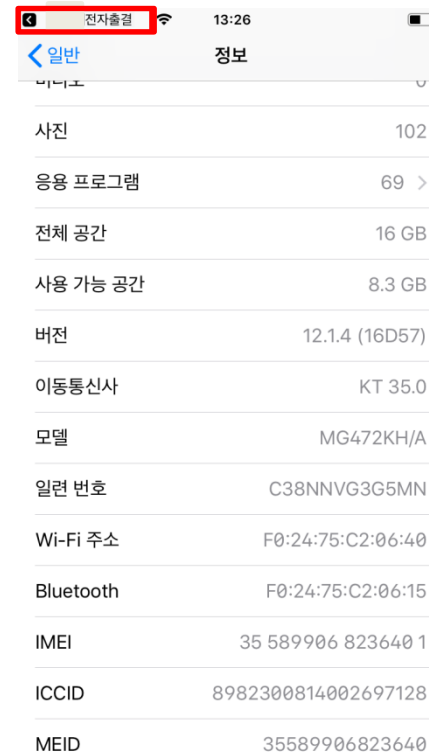 전자출결 13:26
일반 정보
비디오 0
사진 102
응용 프로그램 69
전체 공간 16 GB
사용 가능 공간 8.3 GB
버전 12.1.4 (16D57)
이동통신사 KT 35.0
모델 MG472KH/A
일련 번호 C38NNVG3G5MN
Wi-Fi 주소 F0:24:75:C2:06:40
Bluetooth F0:24:75:C2:06:15
IMEI 35 589906 823640 1
ICCID 8982300814002697128
MEID 35589906823640